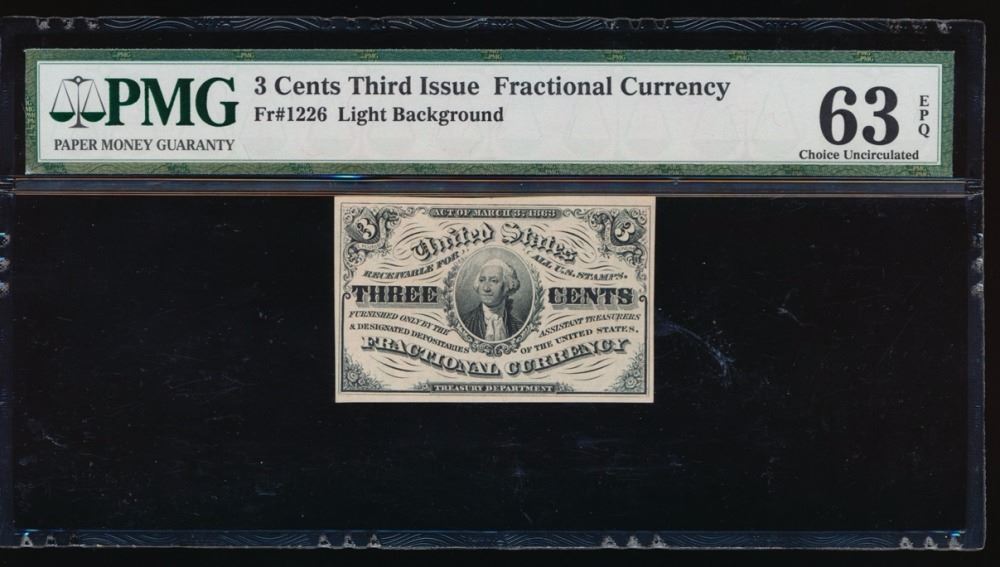 PMG
PAPER MONEY GUARANTY
3 Cents Third Issue Fractional Currency
Fr#1226 Light Background
63
EPQ
Choice Uncirculated
ACT OF MARCH 3, 1863
3
3
United States
RECEIVABLE FOR ALL U.S. STAMPS.
THREE CENTS
FURNISHED ONLY BY THE ASSISTANT TREASURERS
& DESIGNATED DEPOSITARIES OF THE UNITED STATES.
FRACTIONAL CURRENCY
TREASURY DEPARTMENT